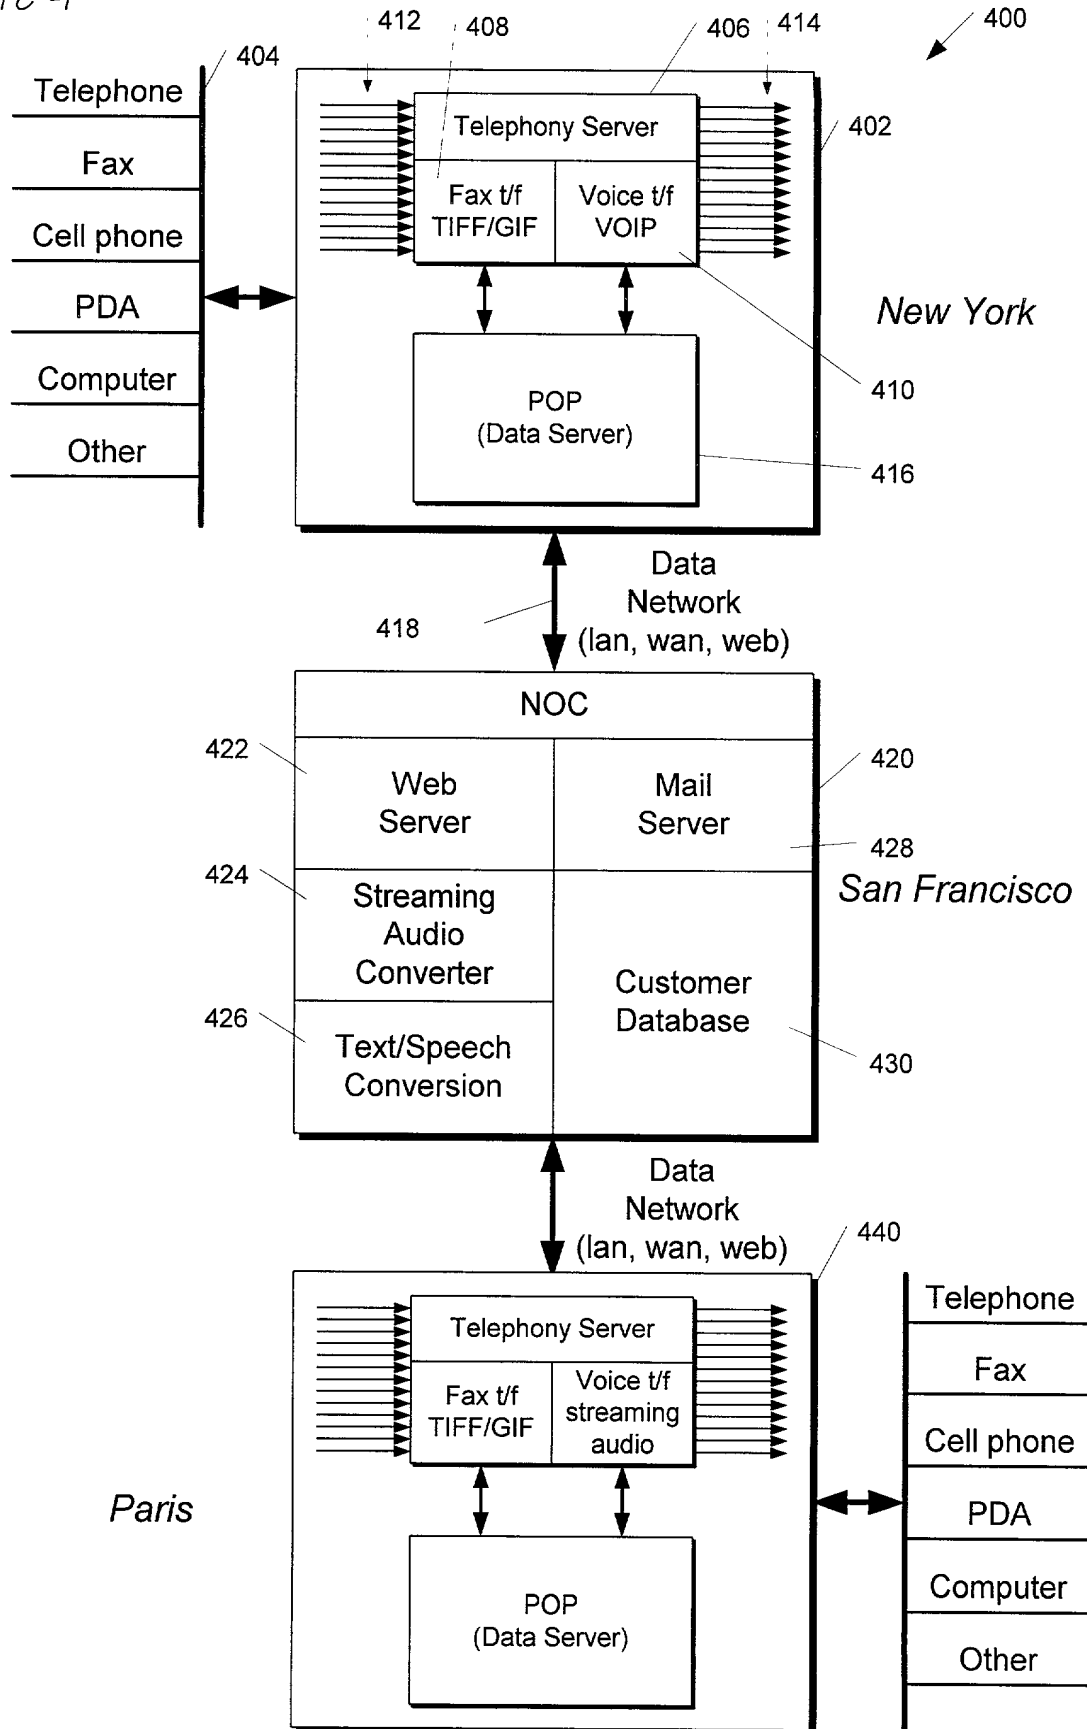 412
408
406
414
400
404
402
Telephone
Fax
Cell phone
PDA
Computer
Other
Telephony Server
Fax t/f
TIFF/GIF
Voice t/f
VOIP
New York
410
POP
(Data Server)
416
418
Data
Network
(lan, wan, web)
NOC
422
Web
Server
Mail
Server
420
428
424
Streaming
Audio
Converter
San Francisco
Customer
Database
426
Text/Speech
Conversion
430
Data
Network
(lan, wan, web)
440
Telephony Server
Fax t/f
TIFF/GIF
Voice t/f
streaming
audio
Paris
POP
(Data Server)
Telephone
Fax
Cell phone
PDA
Computer
Other